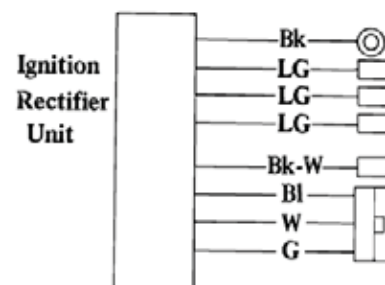 Ignition
Rectifier
Unit
Bk
LG
LG
LG
Bk-W
Bl
W
G